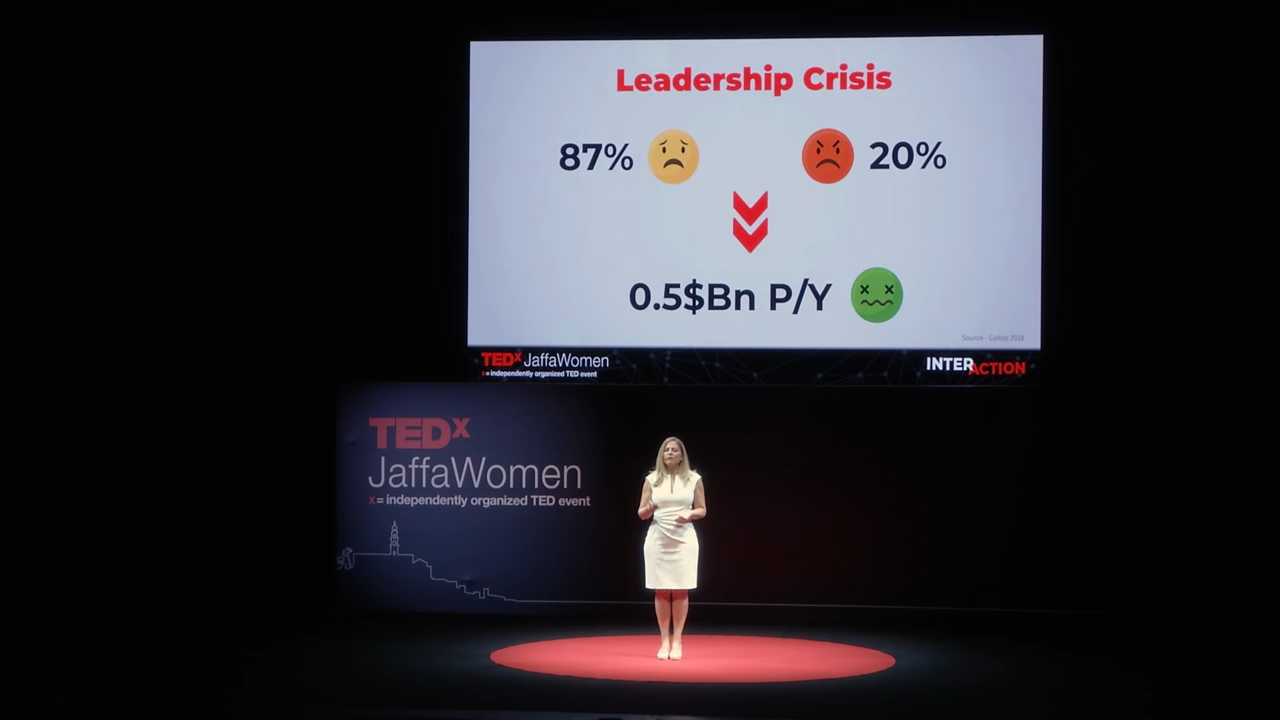 Leadership Crisis
87%
20%
0.5$Bn P/Y
Source - Gallop 2018
TEDx JaffaWomen
x = independently organized TED event
INTERACTION
TEDx
JaffaWomen
x = independently organized TED event